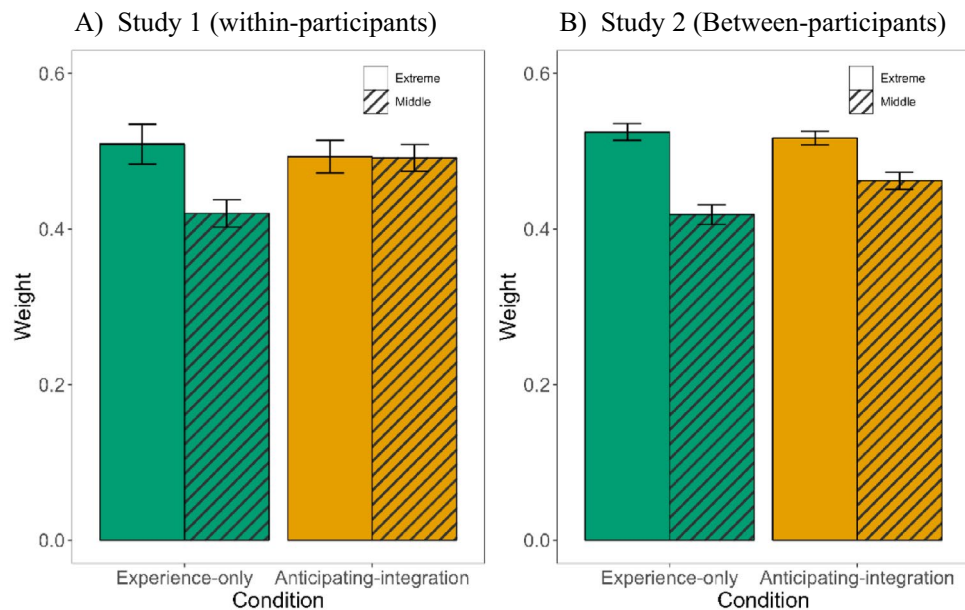 A) Study 1 (within-participants)
0.6
0.4
0.2
0.0
Weight
Extreme
Middle
Experience-only
Anticipating-integration
Condition
B) Study 2 (Between-participants)
0.6
0.4
0.2
0.0
Weight
Extreme
Middle
Experience-only
Anticipating-integration
Condition